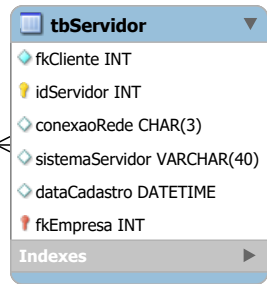 tbServidor
fkCliente INT
idServidor INT
conexaoRede CHAR(3)
sistemaServidor VARCHAR(40)
dataCadastro DATETIME
fkEmpresa INT
Indexes